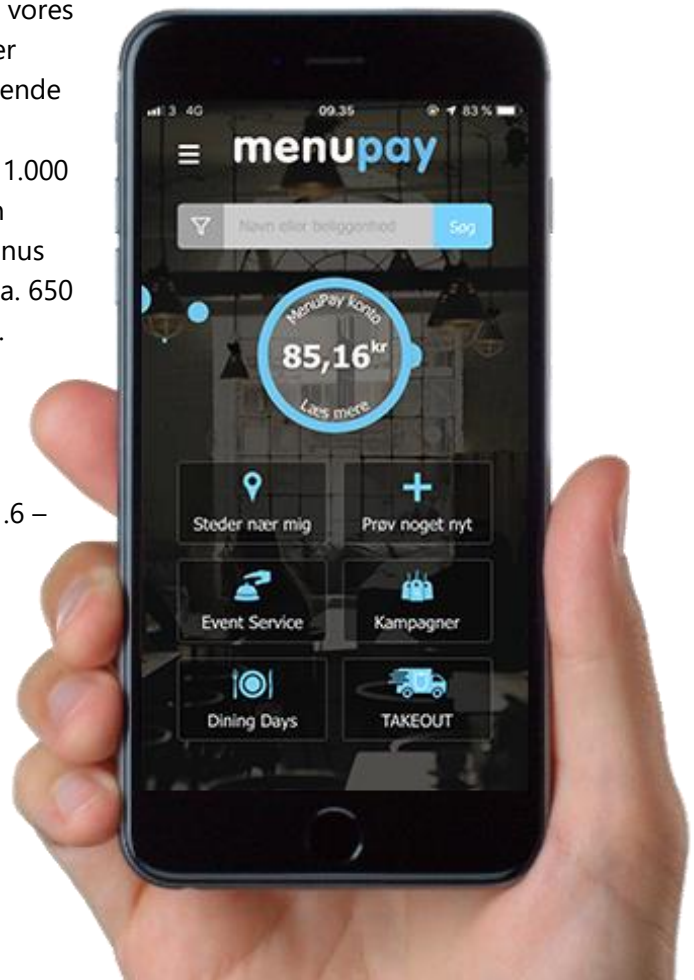 vores
er
ende
1.000
n
nus
a. 650
.
.6 –
3 4G 09.35 83 %
menupay
Navn eller beliggenhed Søg
MenuPay konto
85,16kr
Læs mere
Steder nær mig Prøv noget nyt
Event Service Kampagner
Dining Days TAKEOUT